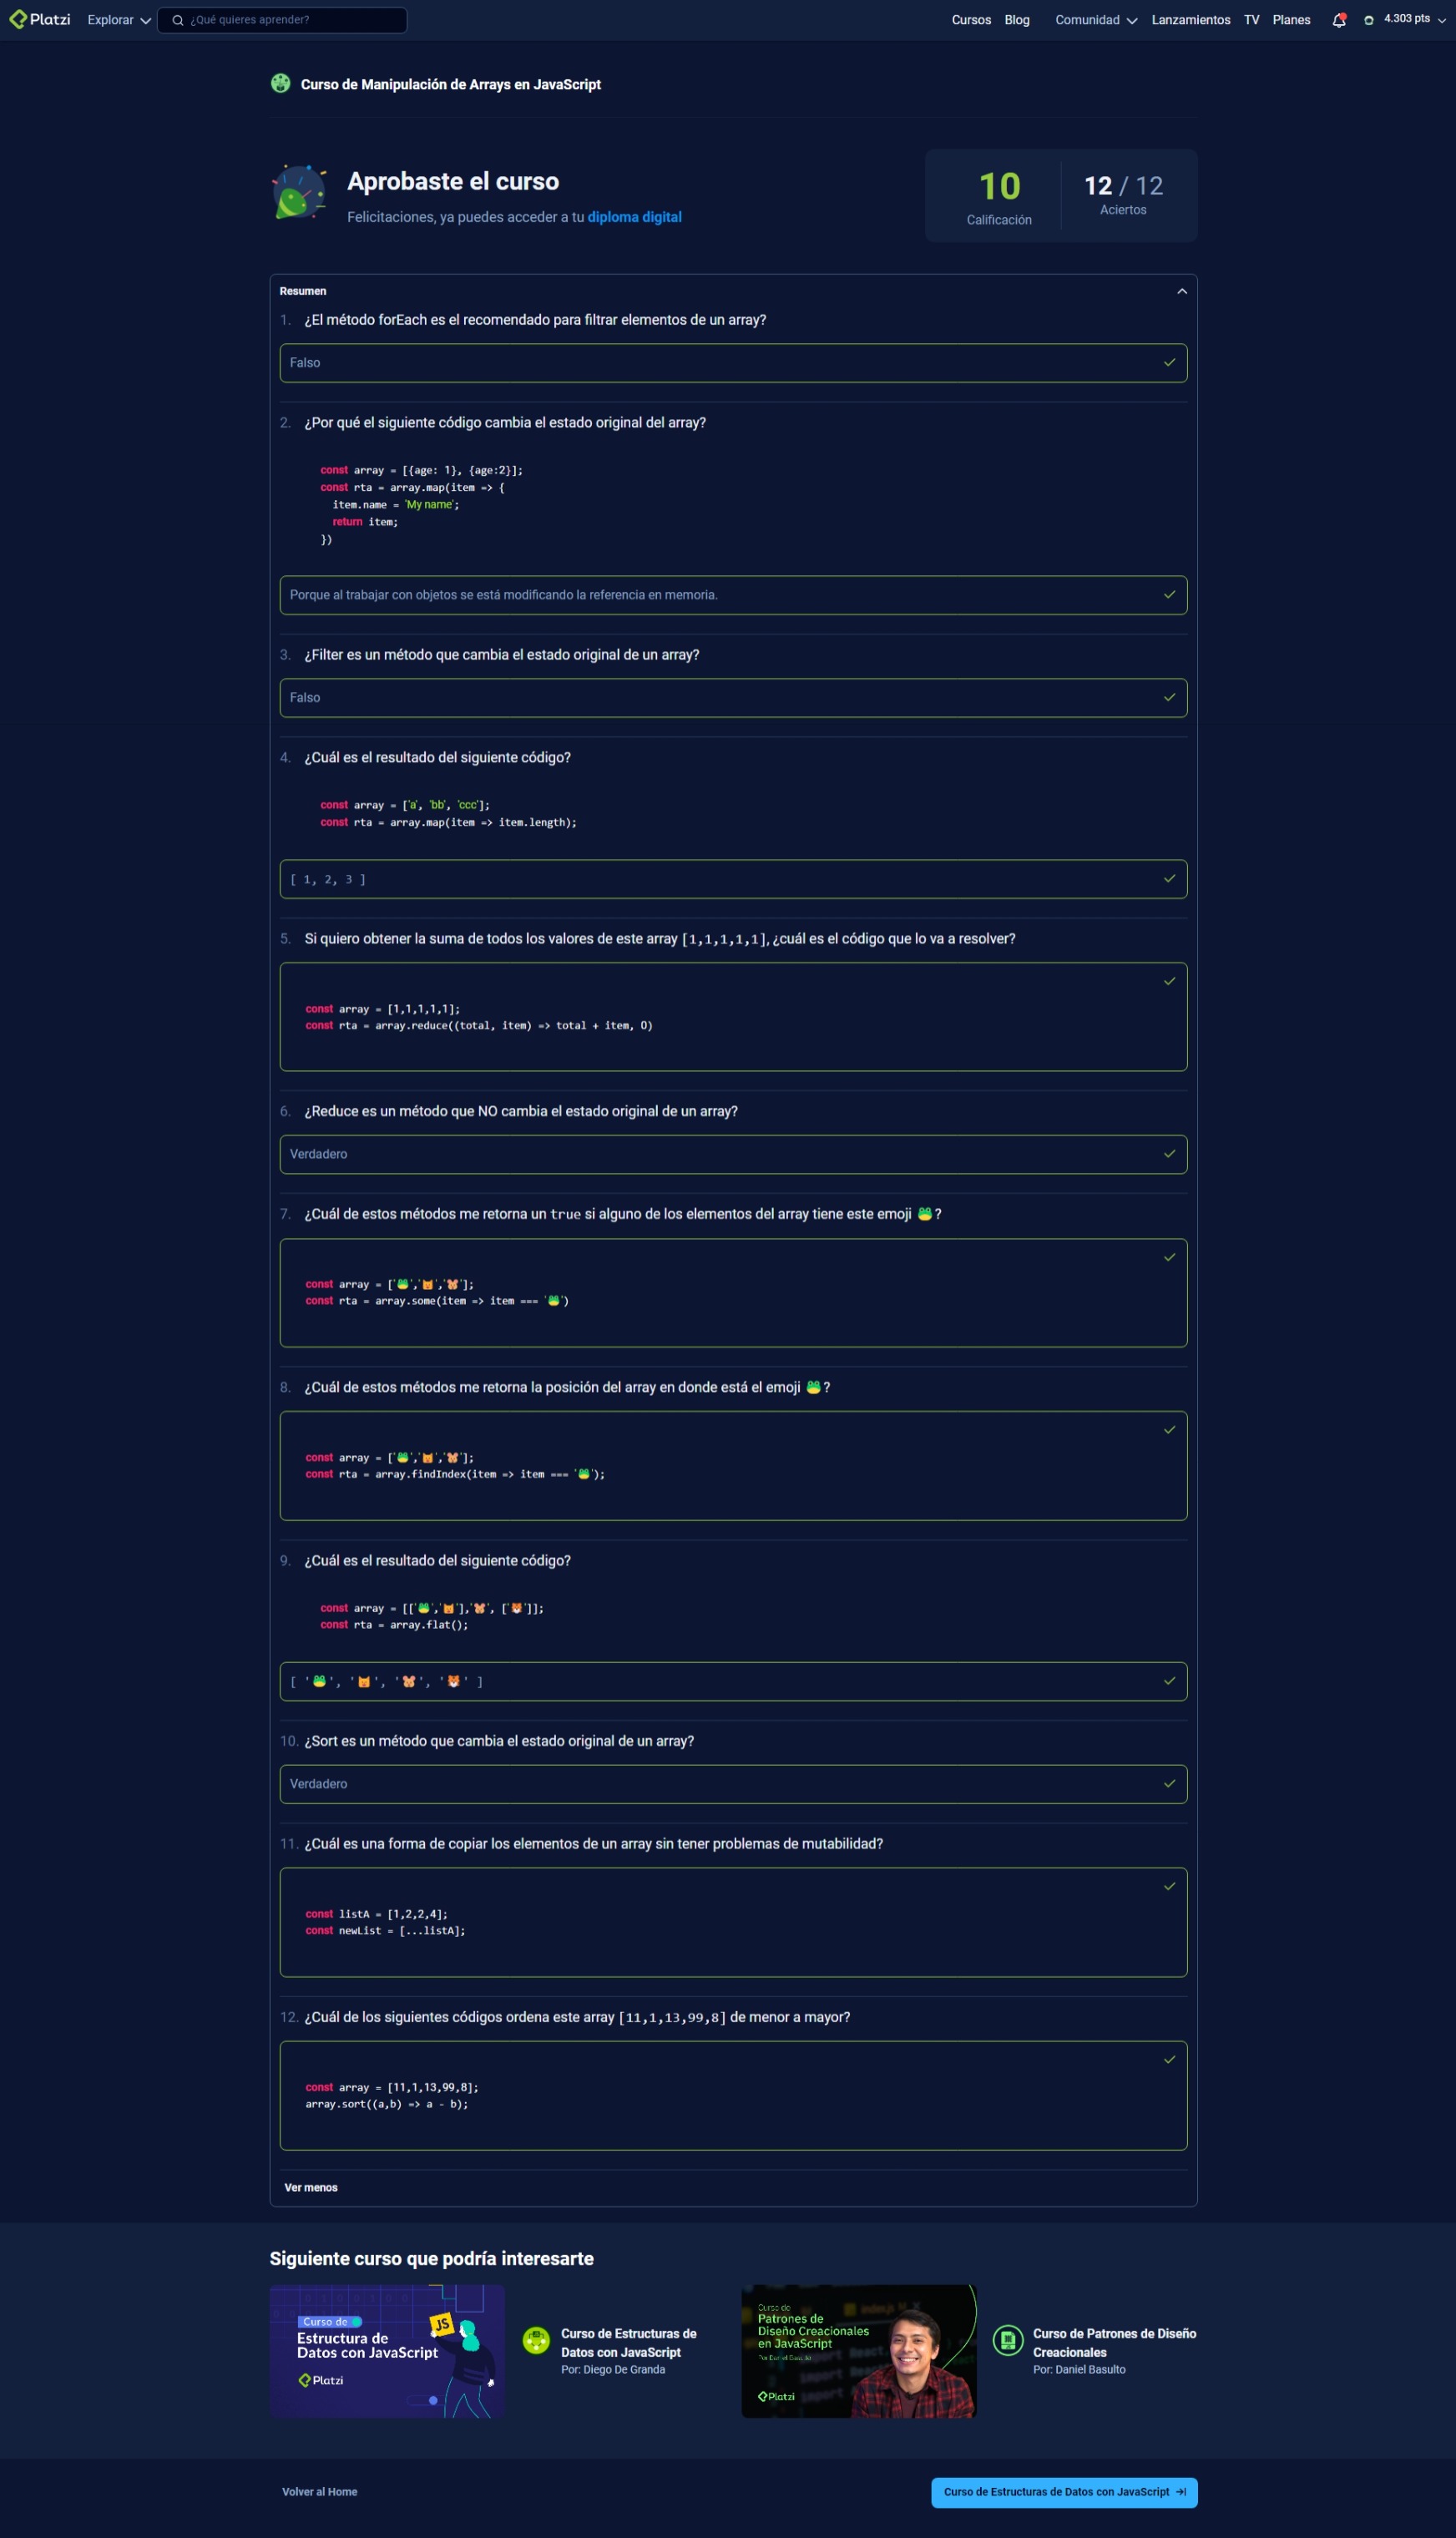 Platzi Explorar ¿Qué quieres aprender? Cursos Blog Comunidad Lanzamientos TV Planes 4.303 pts
Curso de Manipulación de Arrays en JavaScript
Aprobaste el curso
Felicitaciones, ya puedes acceder a tu diploma digital
10
Calificación
12 / 12
Aciertos
Resumen
1. ¿El método forEach es el recomendado para filtrar elementos de un array?
Falso
2. ¿Por qué el siguiente código cambia el estado original del array?
const array = [{age: 1}, {age:2}];
const rta = array.map(item => {
item.name = 'My name';
return item;
})
Porque al trabajar con objetos se está modificando la referencia en memoria.
3. ¿Filter es un método que cambia el estado original de un array?
Falso
4. ¿Cuál es el resultado del siguiente código?
const array = ['a', 'bb', 'ccc'];
const rta = array.map(item => item.length);
[ 1, 2, 3 ]
5. Si quiero obtener la suma de todos los valores de este array [1,1,1,1,1], ¿cuál es el código que lo va a resolver?
const array = [1,1,1,1,1];
const rta = array.reduce((total, item) => total + item, 0)
6. ¿Reduce es un método que NO cambia el estado original de un array?
Verdadero
7. ¿Cuál de estos métodos me retorna un true si alguno de los elementos del array tiene este emoji 🐸?
const array = ['🐸','🐱','🐹'];
const rta = array.some(item => item === '🐸')
8. ¿Cuál de estos métodos me retorna la posición del array en donde está el emoji 🐸?
const array = ['🐸','🐱','🐹'];
const rta = array.findIndex(item => item === '🐸');
9. ¿Cuál es el resultado del siguiente código?
const array = [['🐸','🐱'],'🐹', ['🐯']];
const rta = array.flat();
[ '🐸', '🐱', '🐹', '🐯' ]
10. ¿Sort es un método que cambia el estado original de un array?
Verdadero
11. ¿Cuál es una forma de copiar los elementos de un array sin tener problemas de mutabilidad?
const listA = [1,2,2,4];
const newList = [...listA];
12. ¿Cuál de los siguientes códigos ordena este array [11,1,13,99,8] de menor a mayor?
const array = [11,1,13,99,8];
array.sort((a,b) => a - b);
Ver menos
Siguiente curso que podría interesarte
Curso de
Estructura de
Datos con JavaScript
Platzi
JS
Curso de Estructuras de
Datos con JavaScript
Por: Diego De Granda
Curso de
Patrones de
Diseño Creacionales
en JavaScript
Por: Daniel Basulto
Platzi
Curso de Patrones de Diseño
Creacionales
Por: Daniel Basulto
Volver al Home
Curso de Estructuras de Datos con JavaScript